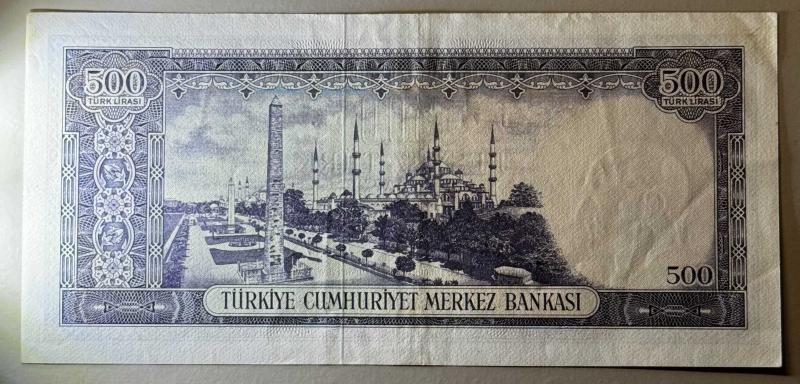 500
TÜRK LİRASI
500
TÜRK LİRASI
500
TÜRKİYE CUMHURİYET MERKEZ BANKASI